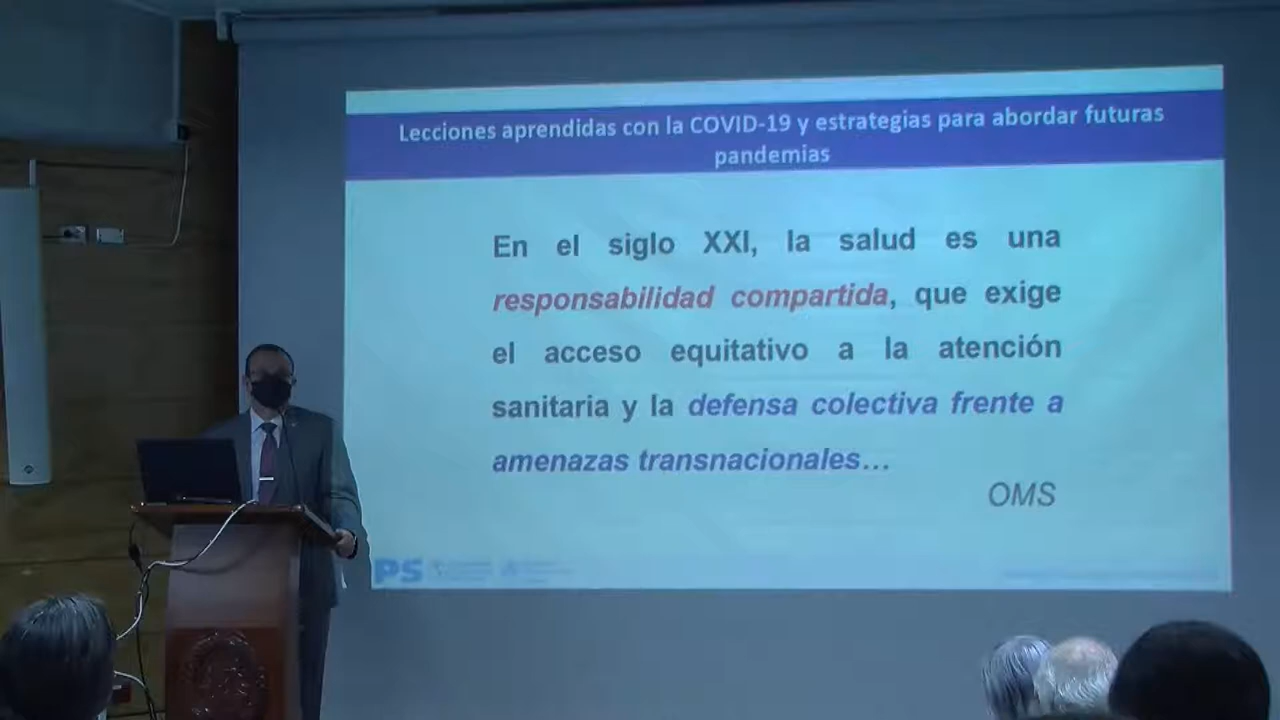 Lecciones aprendidas con la COVID-19 y estrategias para abordar futuras
pandemias
En el siglo XXI, la salud es una
responsabilidad compartida, que exige
el acceso equitativo a la atención
sanitaria y la defensa colectiva frente a
amenazas transnacionales...
OMS
PS